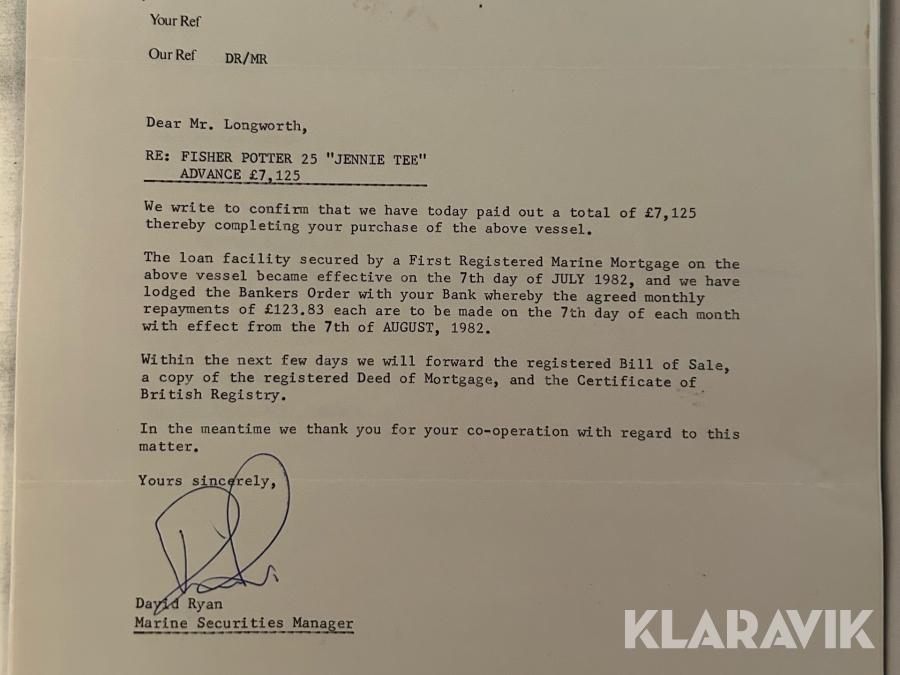 Your Ref
Our Ref DR/MR
Dear Mr. Longworth,
RE: FISHER POTTER 25 "JENNIE TEE"
ADVANCE £7,125
We write to confirm that we have today paid out a total of £7,125
thereby completing your purchase of the above vessel.
The loan facility secured by a First Registered Marine Mortgage on the
above vessel became effective on the 7th day of JULY 1982, and we have
lodged the Bankers Order with your Bank whereby the agreed monthly
repayments of £123.83 each are to be made on the 7th day of each month
with effect from the 7th of AUGUST, 1982.
Within the next few days we will forward the registered Bill of Sale,
a copy of the registered Deed of Mortgage, and the Certificate of
British Registry.
In the meantime we thank you for your co-operation with regard to this
matter.
Yours sincerely,
David Ryan
Marine Securities Manager
KLARAVIK